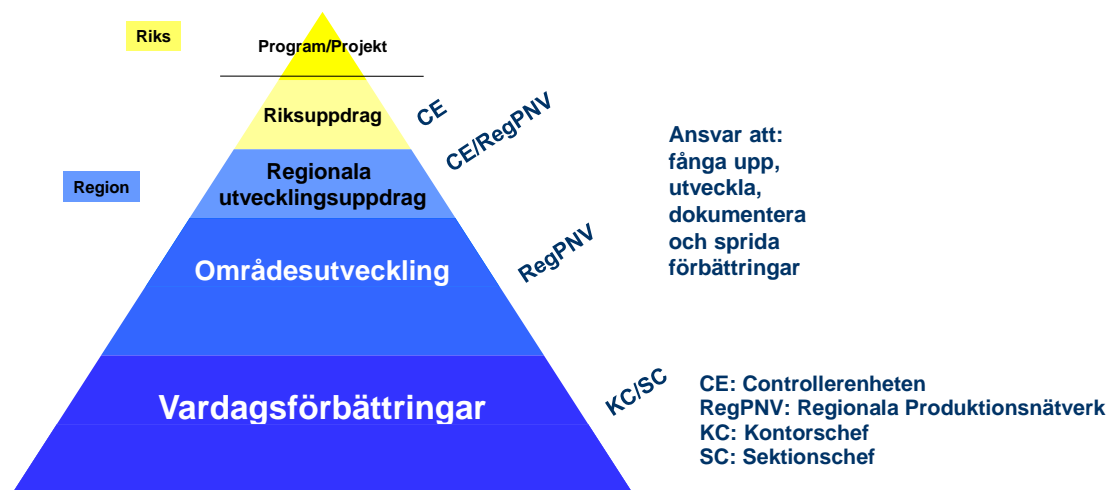 Riks
Program/Projekt
Riksuppdrag
CE
CE/RegPNV
Region
Regionala
utvecklingsuppdrag
Områdesutveckling
RegPNV
Vardagsförbättringar
KC/SC
Ansvar att:
fånga upp,
utveckla,
dokumentera
och sprida
förbättringar
CE: Controllerenheten
RegPNV: Regionala Produktionsnätverk
KC: Kontorschef
SC: Sektionschef